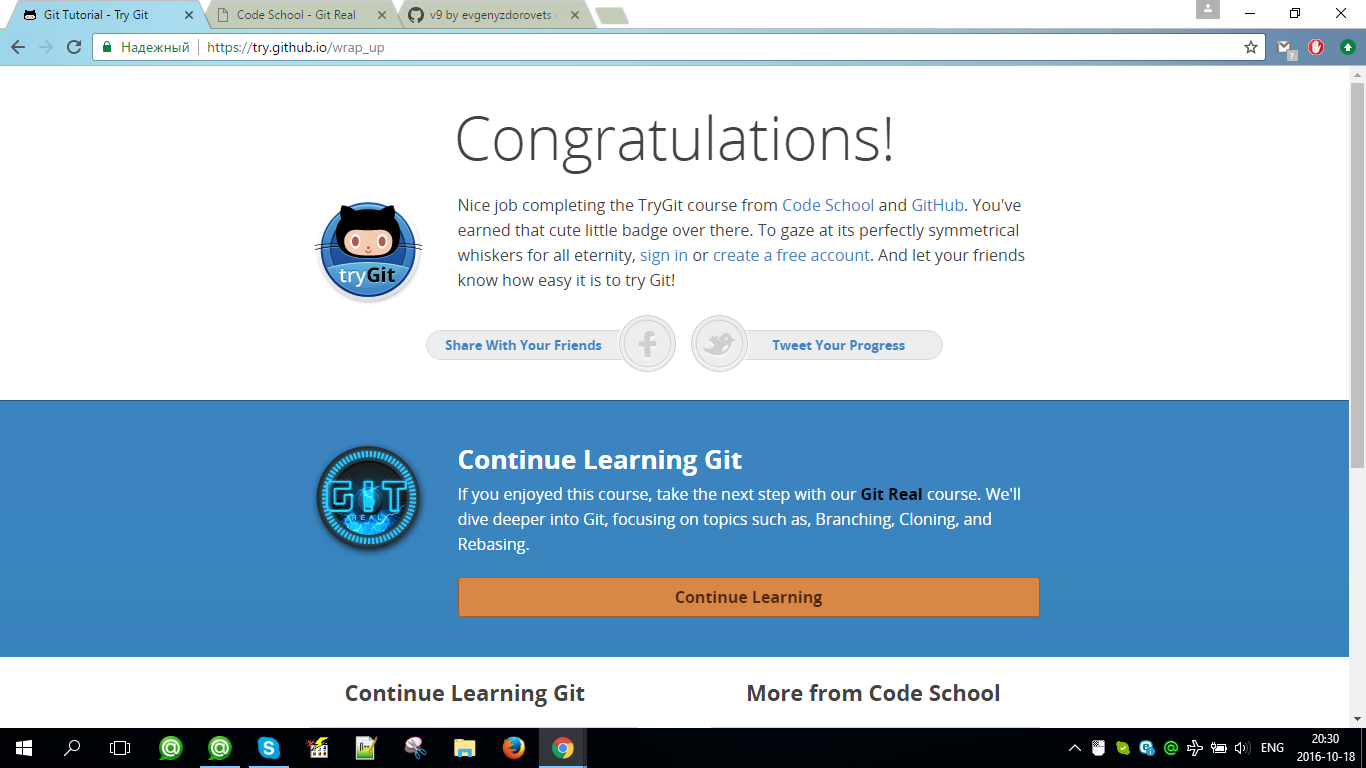 Git Tutorial - Try Git
Code School - Git Real
v9 by evgenyzdorovets
Надежный
https://try.github.io/wrap_up
Congratulations!
Nice job completing the TryGit course from Code School and GitHub. You've
earned that cute little badge over there. To gaze at its perfectly symmetrical
whiskers for all eternity, sign in or create a free account. And let your friends
know how easy it is to try Git!
tryGit
Share With Your Friends
Tweet Your Progress
GIT
REAL
Continue Learning Git
If you enjoyed this course, take the next step with our Git Real course. We'll
dive deeper into Git, focusing on topics such as, Branching, Cloning, and
Rebasing.
Continue Learning
Continue Learning Git
More from Code School
ENG
20:30
2016-10-18